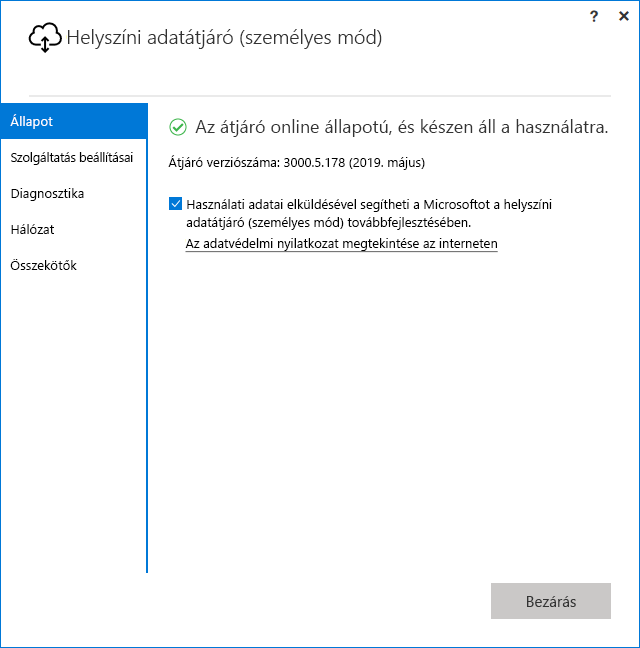 ?
Helyszíni adatátjáró (személyes mód)
Állapot
Szolgáltatás beállításai
Diagnosztika
Hálózat
Összekötők
Az átjáró online állapotú, és készen áll a használatra.
Átjáró verziószáma: 3000.5.178 (2019. május)
Használati adatai elküldésével segítheti a Microsoftot a helyszíni
adatátjáró (személyes mód) továbbfejlesztésében.
Az adatvédelmi nyilatkozat megtekintése az interneten
Bezárás